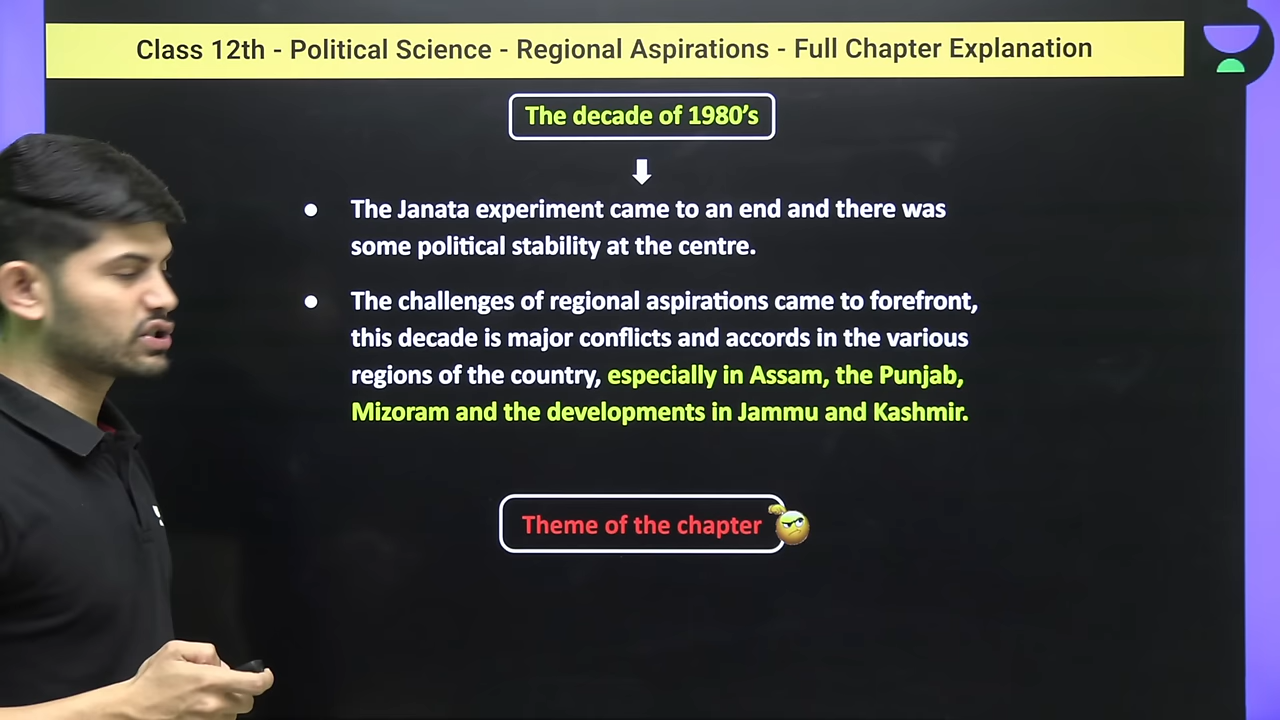 Class 12th - Political Science - Regional Aspirations - Full Chapter Explanation
The decade of 1980's
● The Janata experiment came to an end and there was
some political stability at the centre.
● The challenges of regional aspirations came to forefront,
this decade is major conflicts and accords in the various
regions of the country, especially in Assam, the Punjab,
Mizoram and the developments in Jammu and Kashmir.
Theme of the chapter